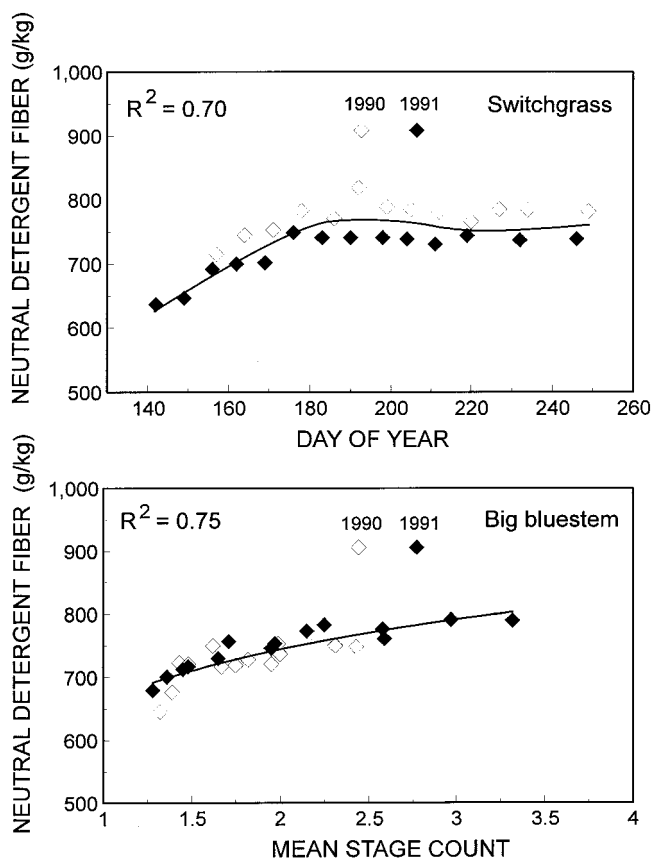 NEUTRAL DETERGENT FIBER (g/kg)
1,000
900
800
700
600
500
R² = 0.70
1990 1991
Switchgrass
140 160 180 200 220 240 260
DAY OF YEAR
NEUTRAL DETERGENT FIBER (g/kg)
1,000
900
800
700
600
500
R² = 0.75
1990 1991
Big bluestem
1 1.25 2 2.5 3 3.5 4
MEAN STAGE COUNT